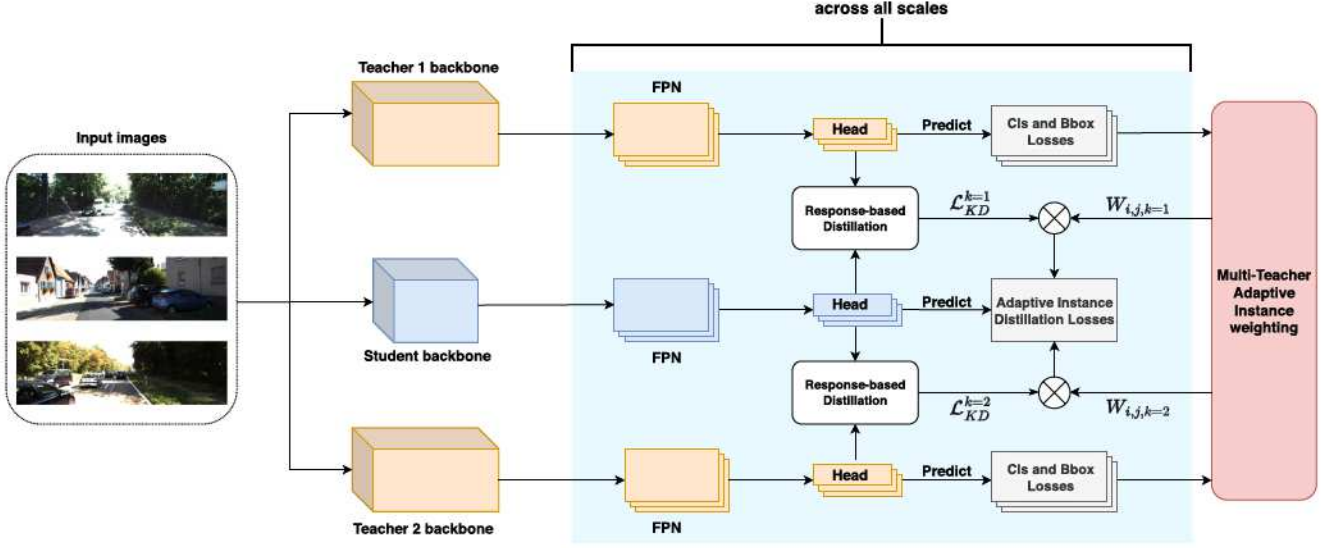 across all scales
Teacher 1 backbone
FPN
Input images
Head
Predict
Cls and Bbox
Losses
Response-based
Distillation
$\mathcal{L}_{KD}^{k=1}$
$W_{i,j,k=1}$
Multi-Teacher
Adaptive
Instance
weighting
Head
Predict
Adaptive Instance
Distillation Losses
Student backbone
FPN
Response-based
Distillation
$\mathcal{L}_{KD}^{k=2}$
$W_{i,j,k=2}$
Head
Predict
Cls and Bbox
Losses
Teacher 2 backbone
FPN